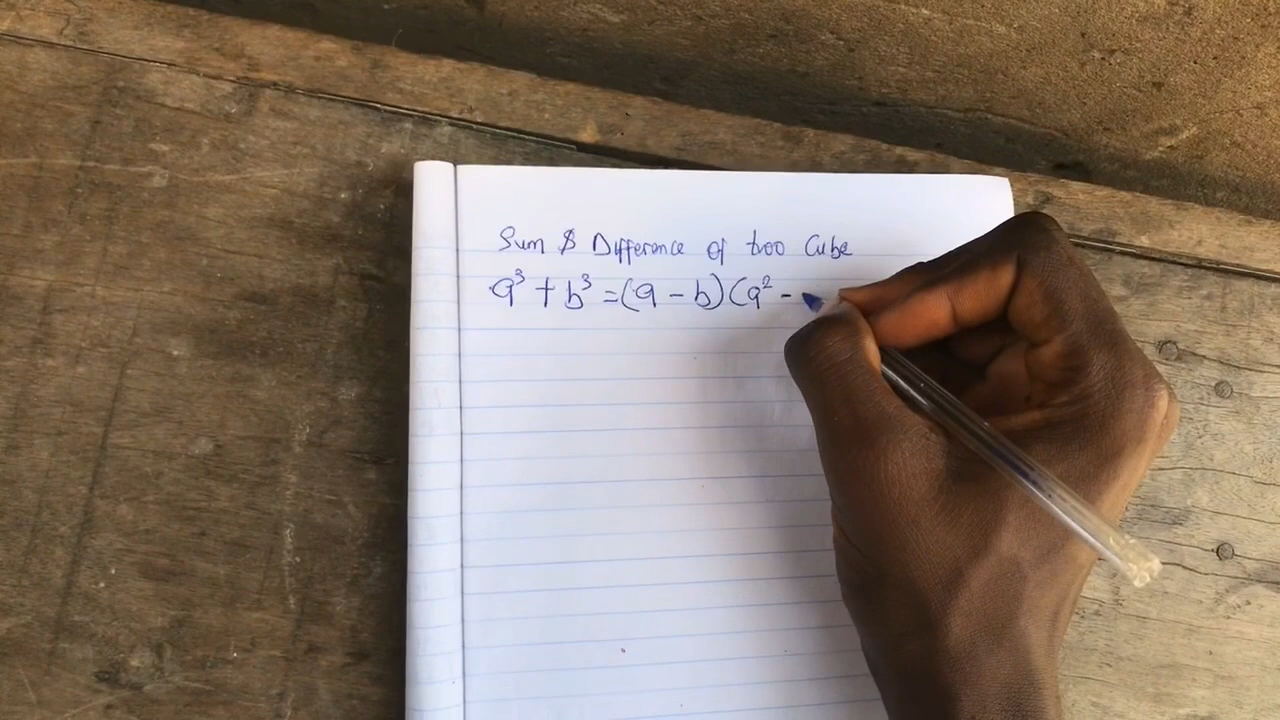 Sum $ Difference of two Cube
a³ + b³ = (a - b)(a² -